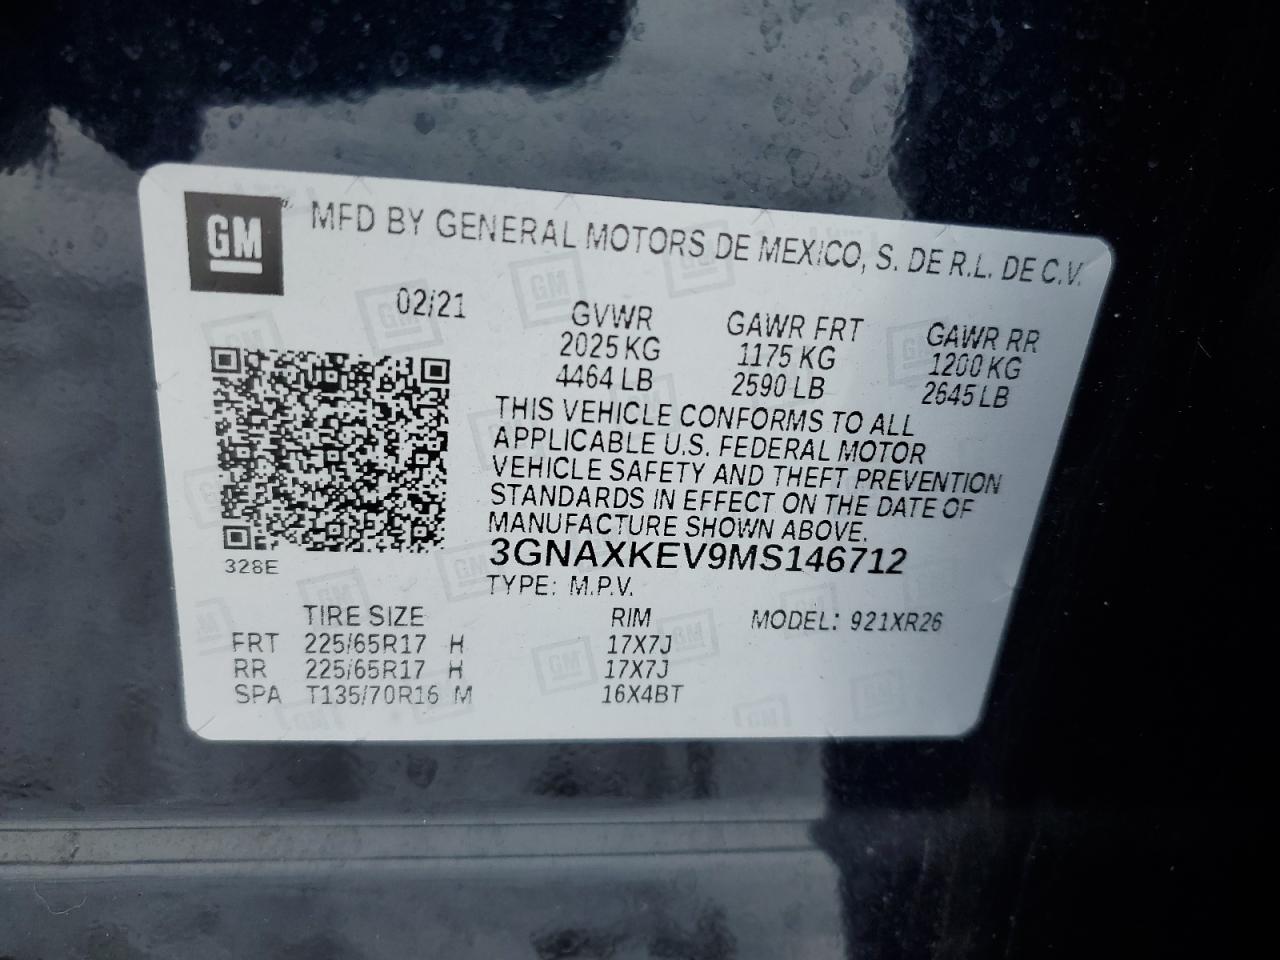 GM
MFD BY GENERAL MOTORS DE MEXICO, S. DE R.L. DE C.V.
02/21
GVWR GAWR FRT GAWR RR
2025 KG 1175 KG 1200 KG
4464 LB 2590 LB 2645 LB
THIS VEHICLE CONFORMS TO ALL
APPLICABLE U.S. FEDERAL MOTOR
VEHICLE SAFETY AND THEFT PREVENTION
STANDARDS IN EFFECT ON THE DATE OF
MANUFACTURE SHOWN ABOVE.
3GNAXKEV9MS146712
328E
TYPE: M.P.V.
TIRE SIZE RIM MODEL: 921XR26
FRT 225/65R17 H 17X7J
RR 225/65R17 H 17X7J
SPA T135/70R16 M 16X4BT